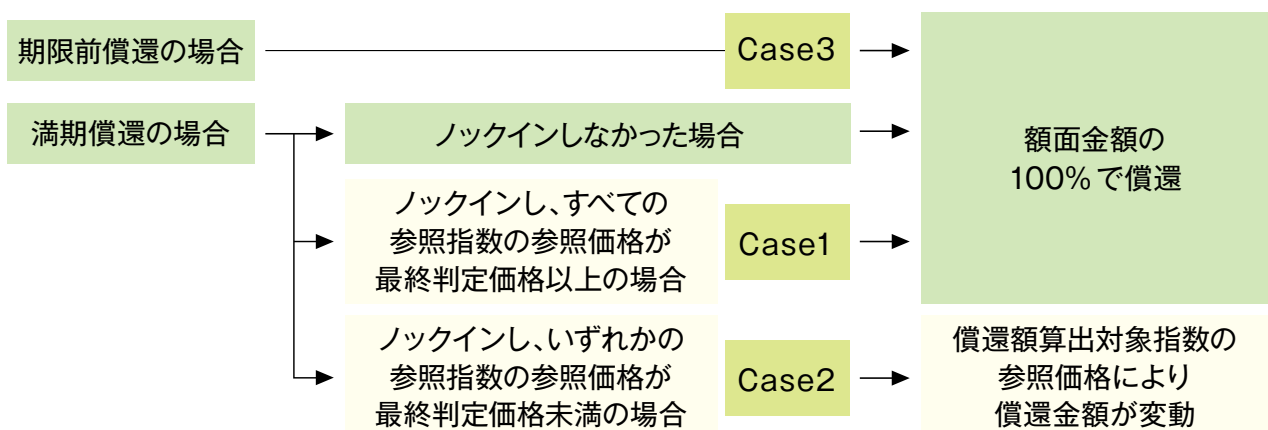 期限前償還の場合
Case3
満期償還の場合
ノックインしなかった場合
額面金額の
100%で償還
ノックインし、すべての
参照指数の参照価格が
最終判定価格以上の場合
Case1
ノックインし、いずれかの
参照指数の参照価格が
最終判定価格未満の場合
Case2
償還額算出対象指数の
参照価格により
償還金額が変動